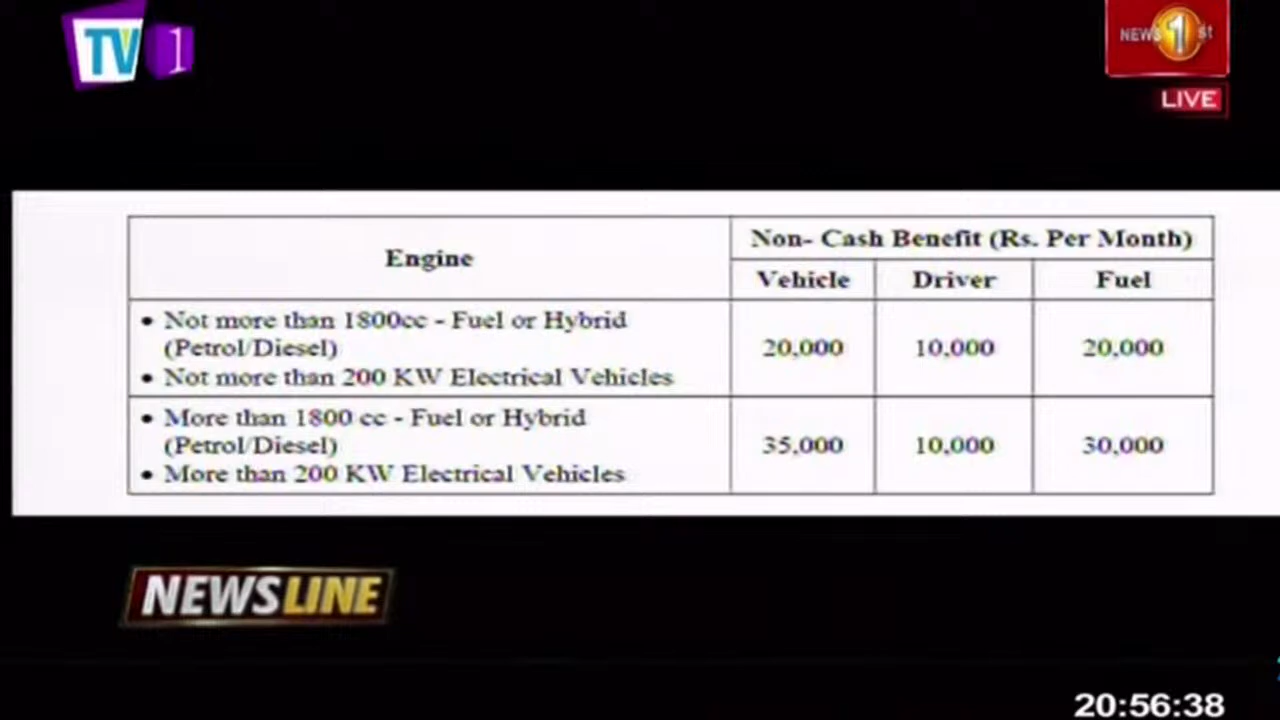 TV 1
NEWS 1st
LIVE
Engine
Non- Cash Benefit (Rs. Per Month)
Vehicle Driver Fuel
• Not more than 1800cc - Fuel or Hybrid
(Petrol/Diesel)
• Not more than 200 KW Electrical Vehicles
20,000 10,000 20,000
• More than 1800 cc - Fuel or Hybrid
(Petrol/Diesel)
• More than 200 KW Electrical Vehicles
35,000 10,000 30,000
NEWSLINE
20:56:38